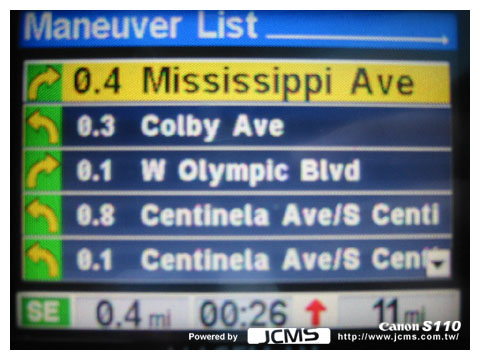 Maneuver List
0.4 Mississippi Ave
0.3 Colby Ave
0.1 W Olympic Blvd
0.8 Centinela Ave/S Centi
0.1 Centinela Ave/S Cent
SE 0.4 mi 00:26 11 mi
Canon S110
Powered by JCMS http://www.jcms.com.tw/